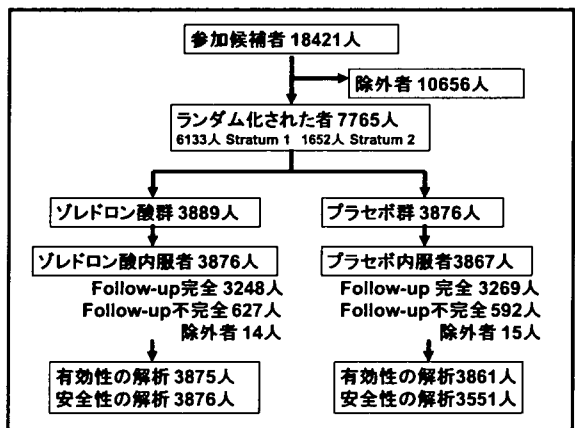 参加候補者 18421人
除外者 10656人
ランダム化された者 7765人
6133人 Stratum 1 1652人 Stratum 2
ゾレドロン酸群 3889人
プラセボ群 3876人
ゾレドロン酸内服者 3876人
Follow-up完全 3248人
Follow-up不完全 627人
除外者 14人
プラセボ内服者3867人
Follow-up 完全 3269人
Follow-up不完全 592人
除外者 15人
有効性の解析 3875人
安全性の解析 3876人
有効性の解析3861人
安全性の解析 3551人